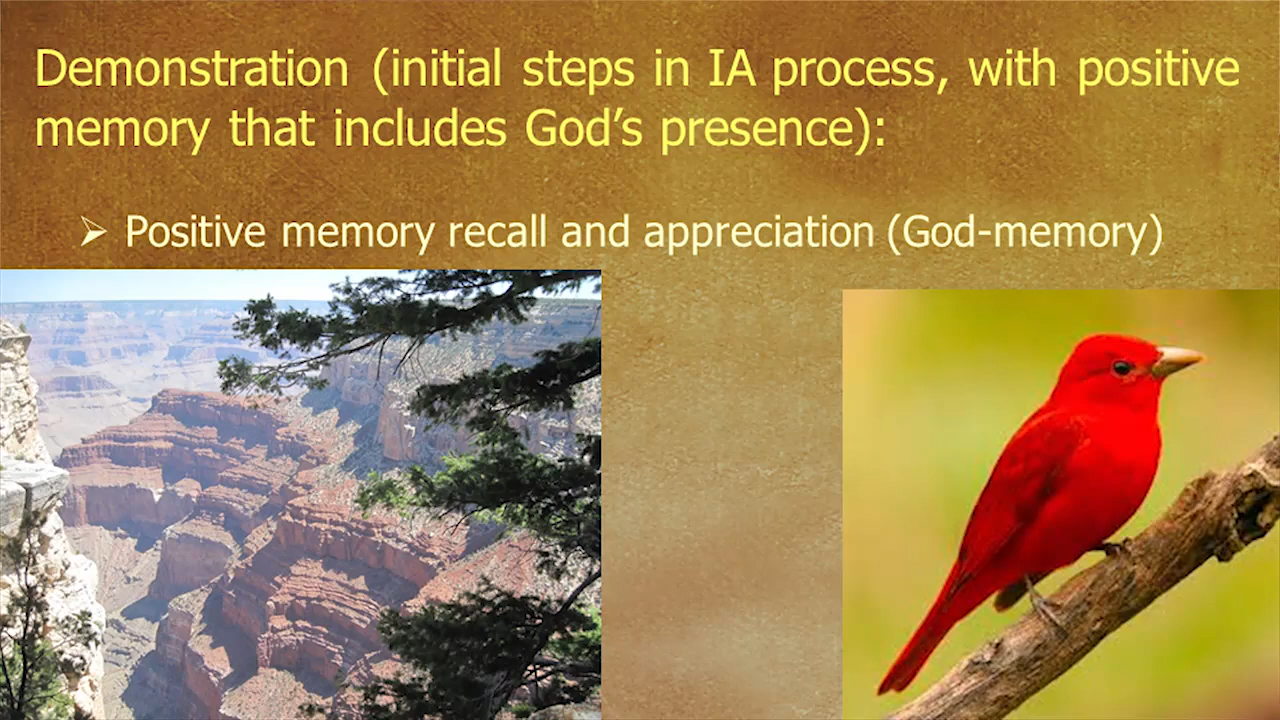 Demonstration (initial steps in IA process, with positive
memory that includes God’s presence):
➢ Positive memory recall and appreciation (God-memory)